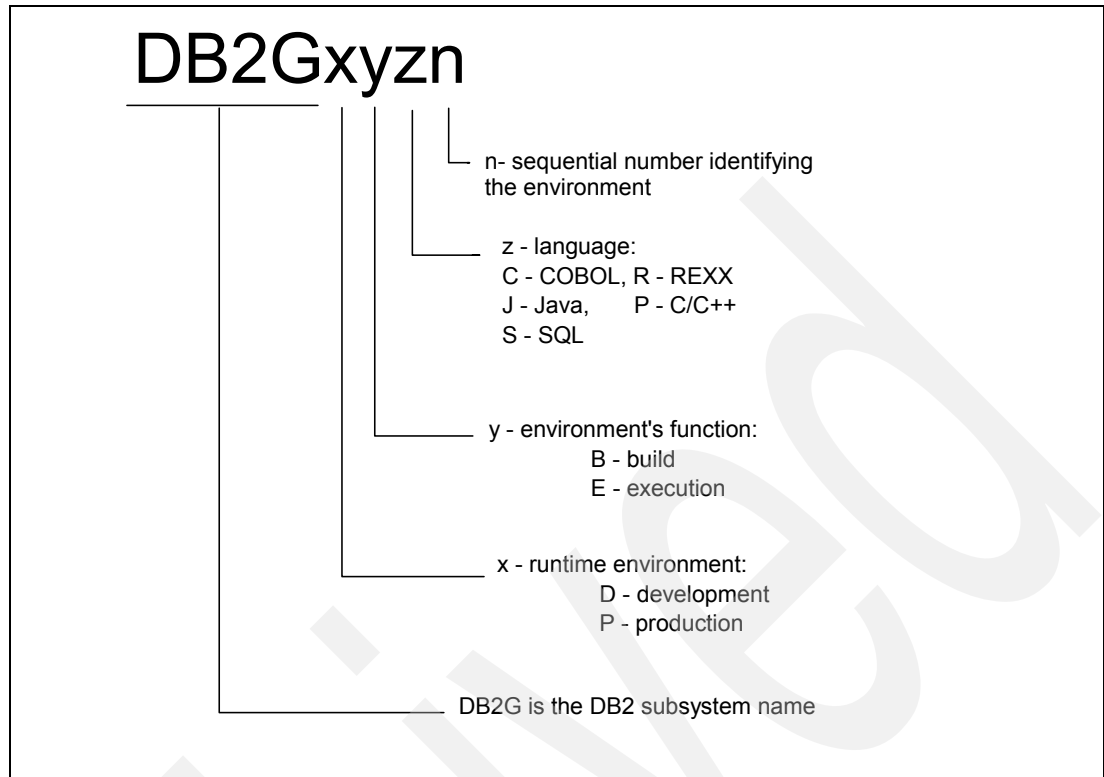 DB2Gxyzn
n- sequential number identifying
the environment
z - language:
C - COBOL, R - REXX
J - Java, P - C/C++
S - SQL
y - environment's function:
B - build
E - execution
x - runtime environment:
D - development
P - production
DB2G is the DB2 subsystem name